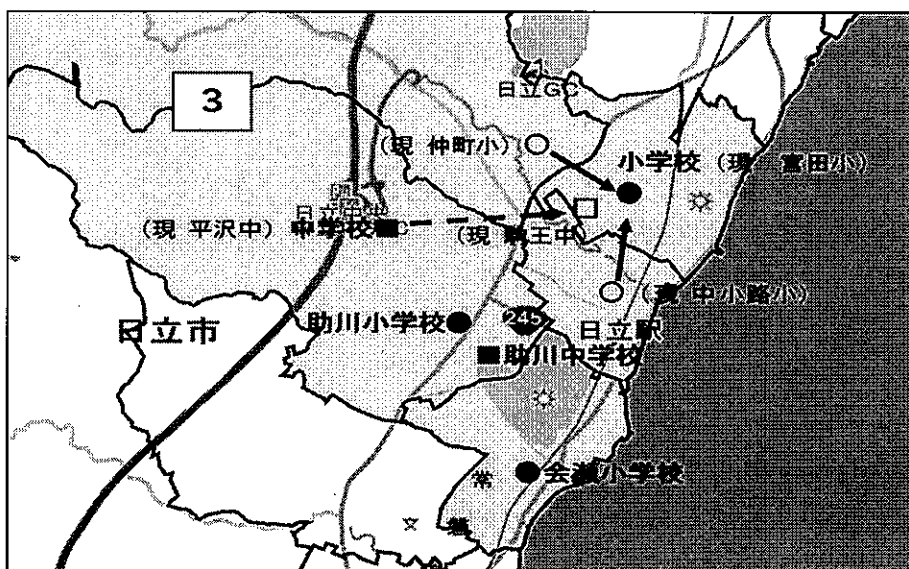 日立GC
3
(現 仲町小)
小学校 (現 宮田小)
(現 平沢中) 中学校
(現 駒王中
(現 中小路小)
助川小学校
245
日立市
日立駅
助川中学校
会瀬小学校
常